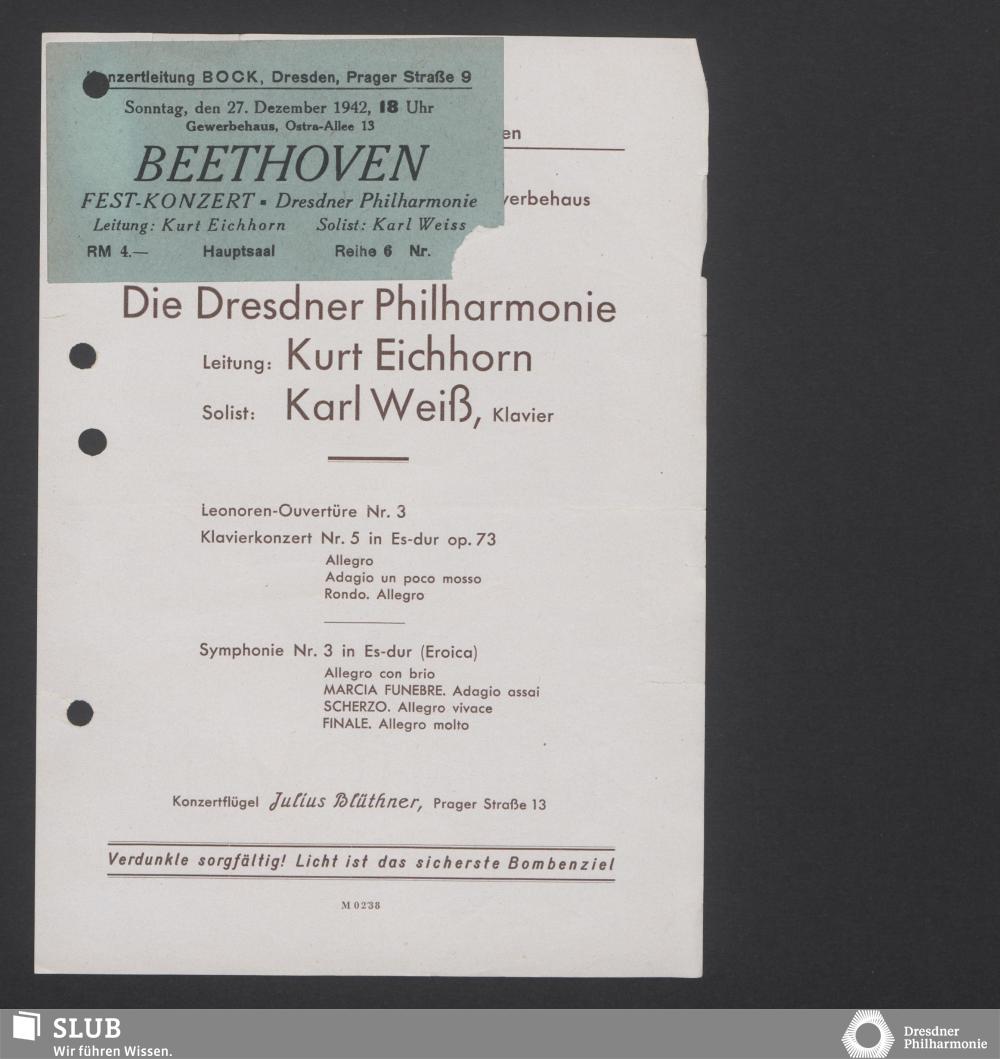 nzertleitung BOCK, Dresden, Prager Straße 9
Sonntag, den 27. Dezember 1942, 18 Uhr
Gewerbehaus, Ostra-Allee 13
BEETHOVEN
FEST-KONZERT ▪ Dresdner Philharmonie
Leitung: Kurt Eichhorn Solist: Karl Weiss
RM 4.— Hauptsaal Reihe 6 Nr.
en
verbehaus
Die Dresdner Philharmonie
Leitung: Kurt Eichhorn
Solist: Karl Weiß, Klavier
Leonoren-Ouvertüre Nr. 3
Klavierkonzert Nr. 5 in Es-dur op. 73
Allegro
Adagio un poco mosso
Rondo. Allegro
Symphonie Nr. 3 in Es-dur (Eroica)
Allegro con brio
MARCIA FUNEBRE. Adagio assai
SCHERZO. Allegro vivace
FINALE. Allegro molto
Konzertflügel Julius Blüthner, Prager Straße 13
Verdunkle sorgfältig! Licht ist das sicherste Bombenziel
M 0238
SLUB
Wir führen Wissen.
Dresdner
Philharmonie